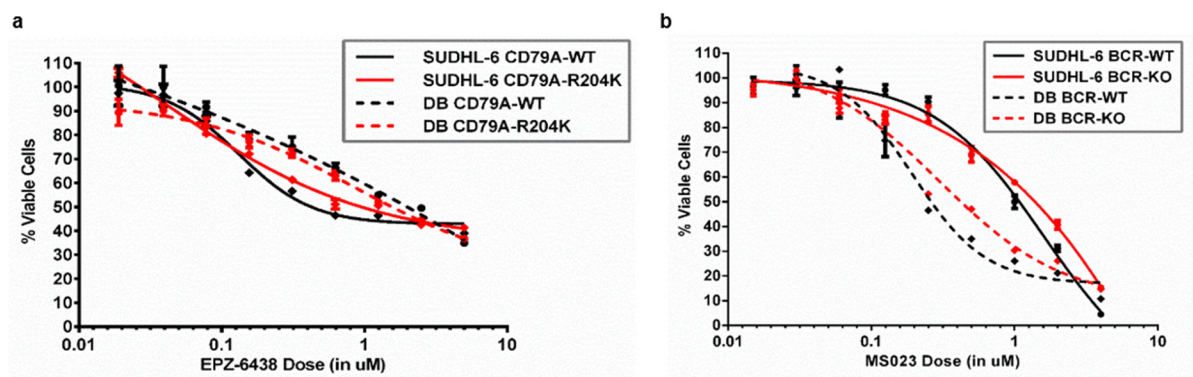 a
SUDHL-6 CD79A-WT
SUDHL-6 CD79A-R204K
DB CD79A-WT
DB CD79A-R204K
110
100
90
80
70
60
50
40
30
20
10
0
% Viable Cells
0.01
0.1
1
10
EPZ-6438 Dose (in uM)
b
SUDHL-6 BCR-WT
SUDHL-6 BCR-KO
DB BCR-WT
DB BCR-KO
110
100
90
80
70
60
50
40
30
20
10
0
% Viable Cells
0.01
0.1
1
10
MS023 Dose (in uM)